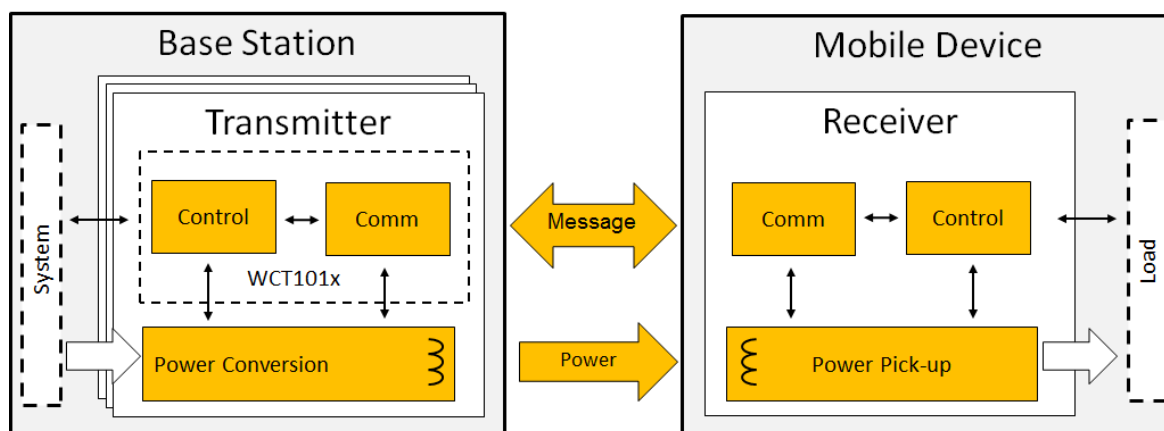 Base Station
Transmitter
System
Control
Comm
WCT101x
Power Conversion
Message
Power
Mobile Device
Receiver
Comm
Control
Power Pick-up
Load